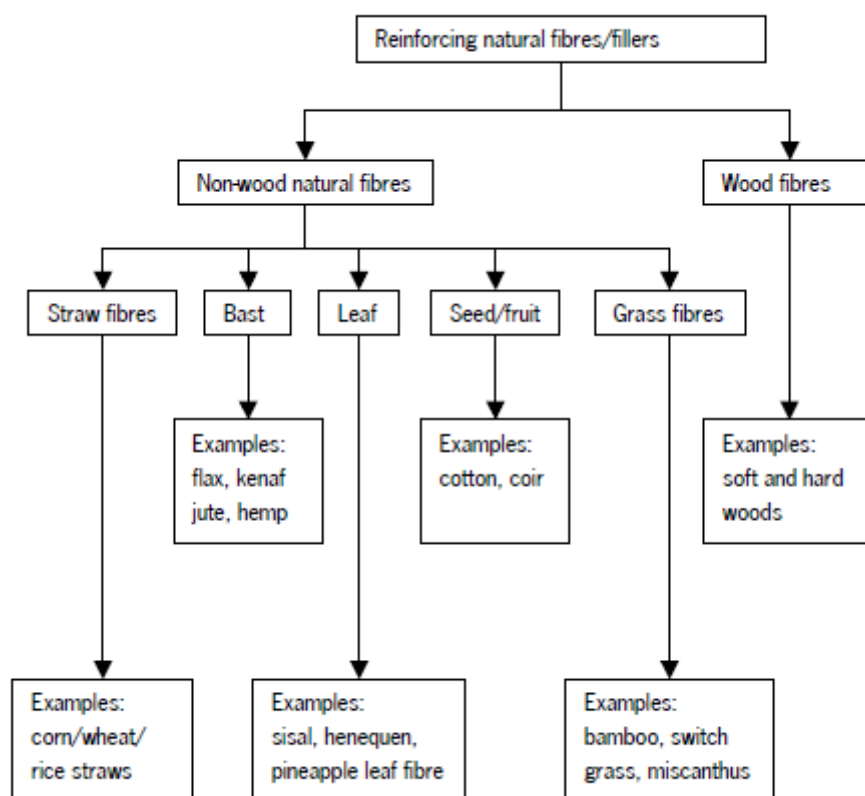 Reinforcing natural fibres/fillers
Non-wood natural fibres
Wood fibres
Straw fibres
Bast
Leaf
Seed/fruit
Grass fibres
Examples:
flax, kenaf
jute, hemp
Examples:
cotton, coir
Examples:
soft and hard
woods
Examples:
corn/wheat/
rice straws
Examples:
sisal, henequen,
pineapple leaf fibre
Examples:
bamboo, switch
grass, miscanthus